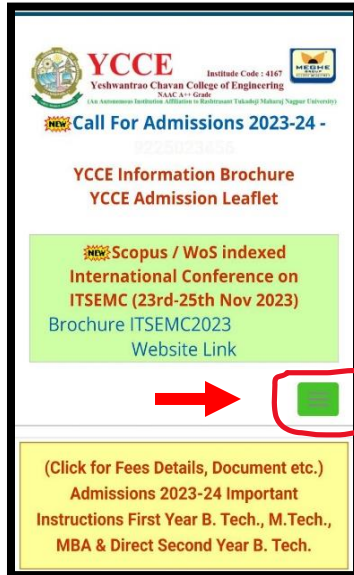 YCCE
Institude Code : 4167
Yeshwantrao Chavan College of Engineering
NAAC A++ Grade
(An Autonomous Institution Affiliation to Rashtrasant Tukadoji Maharaj Nagpur University)
MEGHE
GROUP
NEW Call For Admissions 2023-24 -
YCCE Information Brochure
YCCE Admission Leaflet
NEW Scopus / WoS indexed
International Conference on
ITSEMC (23rd-25th Nov 2023)
Brochure ITSEMC2023
Website Link
(Click for Fees Details, Document etc.)
Admissions 2023-24 Important
Instructions First Year B. Tech., M.Tech.,
MBA & Direct Second Year B. Tech.